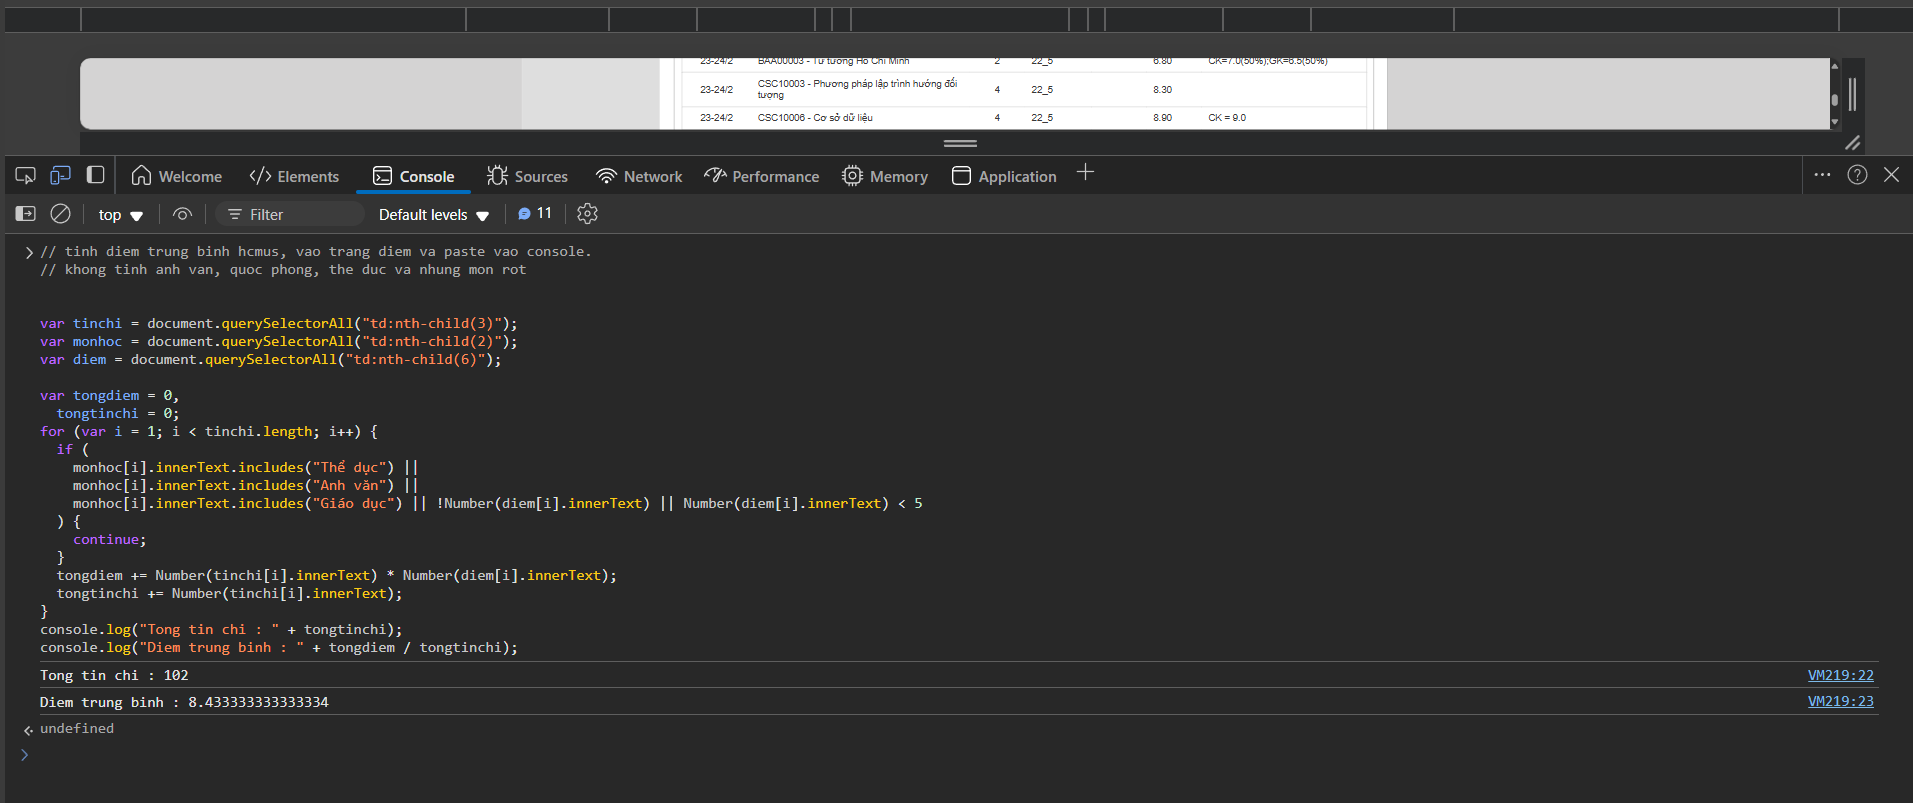 23-24/2 BAA00003 - Tư tưởng Hồ Chí Minh 2 22_5 6.80 CK=7.0(50%);GK=6.5(50%)
23-24/2 CSC10003 - Phương pháp lập trình hướng đối tượng 4 22_5 8.30
23-24/2 CSC10006 - Cơ sở dữ liệu 4 22_5 8.90 CK = 9.0
Welcome Elements Console Sources Network Performance Memory Application
top Filter Default levels 11
// tinh diem trung binh hcmus, vao trang diem va paste vao console.
// khong tinh anh van, quoc phong, the duc va nhung mon rot
var tinchi = document.querySelectorAll("td:nth-child(3)");
var monhoc = document.querySelectorAll("td:nth-child(2)");
var diem = document.querySelectorAll("td:nth-child(6)");
var tongdiem = 0,
tongtinchi = 0;
for (var i = 1; i < tinchi.length; i++) {
if (
monhoc[i].innerText.includes("Thể dục") ||
monhoc[i].innerText.includes("Anh văn") ||
monhoc[i].innerText.includes("Giáo dục") || !Number(diem[i].innerText) || Number(diem[i].innerText) < 5
) {
continue;
}
tongdiem += Number(tinchi[i].innerText) * Number(diem[i].innerText);
tongtinchi += Number(tinchi[i].innerText);
}
console.log("Tong tin chi : " + tongtinchi);
console.log("Diem trung binh : " + tongdiem / tongtinchi);
Tong tin chi : 102 VM219:22
Diem trung binh : 8.433333333333334 VM219:23
undefined